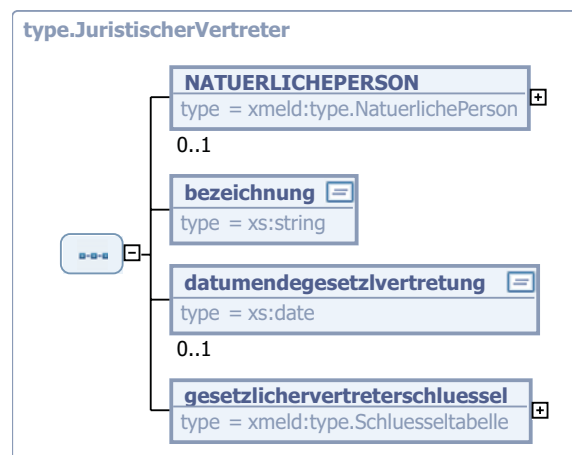 type.JuristischerVertreter
NATUERLICHEPERSON
type = xmeld:type.NatuerlichePerson
0..1
bezeichnung
type = xs:string
datumendegesetzlvertretung
type = xs:date
0..1
gesetzlichervertreterschluessel
type = xmeld:type.Schluesseltabelle